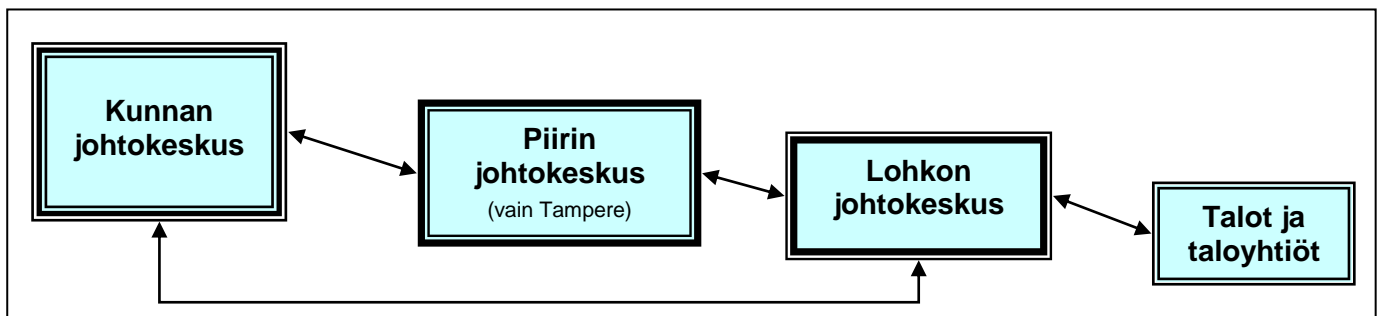 Kunnan
johtokeskus
Piirin
johtokeskus
(vain Tampere)
Lohkon
johtokeskus
Talot ja
taloyhtiöt